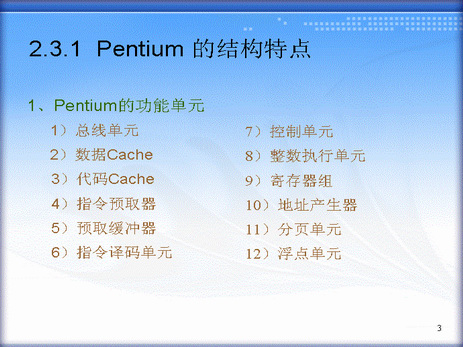 2.3.1 Pentium 的结构特点
1、Pentium的功能单元
1）总线单元
2）数据Cache
3）代码Cache
4）指令预取器
5）预取缓冲器
6）指令译码单元
7）控制单元
8）整数执行单元
9）寄存器组
10）地址产生器
11）分页单元
12）浮点单元
3